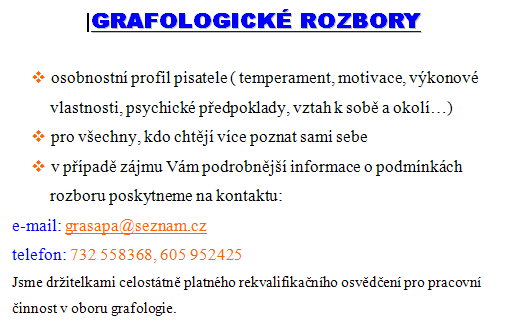 GRAFOLOGICKÉ ROZBORY
❖ osobnostní profil pisatele ( temperament, motivace, výkonové
vlastnosti, psychické předpoklady, vztah k sobě a okolí…)
❖ pro všechny, kdo chtějí více poznat sami sebe
❖ v případě zájmu Vám podrobnější informace o podmínkách
rozboru poskytneme na kontaktu:
e-mail: grasapa@seznam.cz
telefon: 732 558368, 605 952425
Jsme držitelkami celostátně platného rekvalifikačního osvědčení pro pracovní
činnost v oboru grafologie.